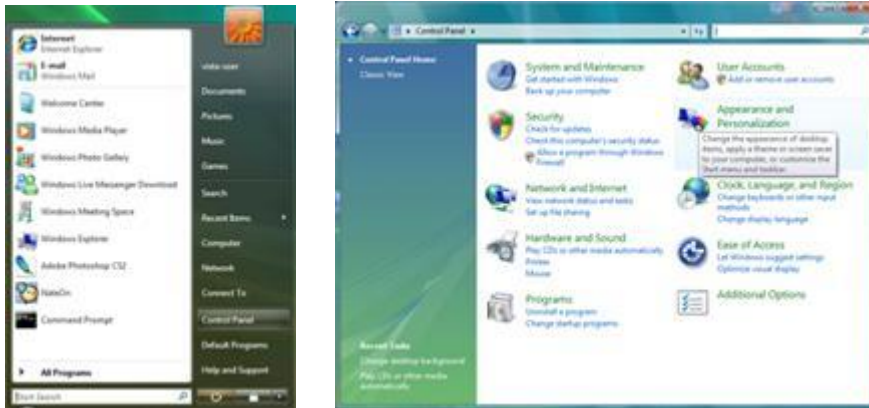 Internet
Internet Explorer
E-mail
Windows Mail
Welcome Center
Windows Media Player
Windows Photo Gallery
Windows Live Messenger Download
Windows Meeting Space
Windows Explorer
Adobe Photoshop CS2
NateOn
Command Prompt
All Programs
Start Search
vista user
Documents
Pictures
Music
Games
Search
Recent Items
Computer
Network
Connect To
Control Panel
Default Programs
Help and Support
Control Panel
Control Panel Home
Classic View
System and Maintenance
Get started with Windows
Back up your computer
Security
Check for updates
Check this computer's security status
Allow a program through Windows
Firewall
Network and Internet
View network status and tasks
Set up file sharing
Hardware and Sound
Play CDs or other media automatically
Printer
Mouse
Programs
Uninstall a program
Change startup programs
User Accounts
Add or remove user accounts
Appearance and
Personalization
Change the appearance of desktop
items, apply a theme or screen saver
to your computer, or customize the
Start menu and taskbar.
Clock, Language, and Region
Change keyboards or other input
methods
Change display language
Ease of Access
Let Windows suggest settings
Optimize visual display
Additional Options
Recent Tasks
Change desktop background
Play CDs or other media
automatically